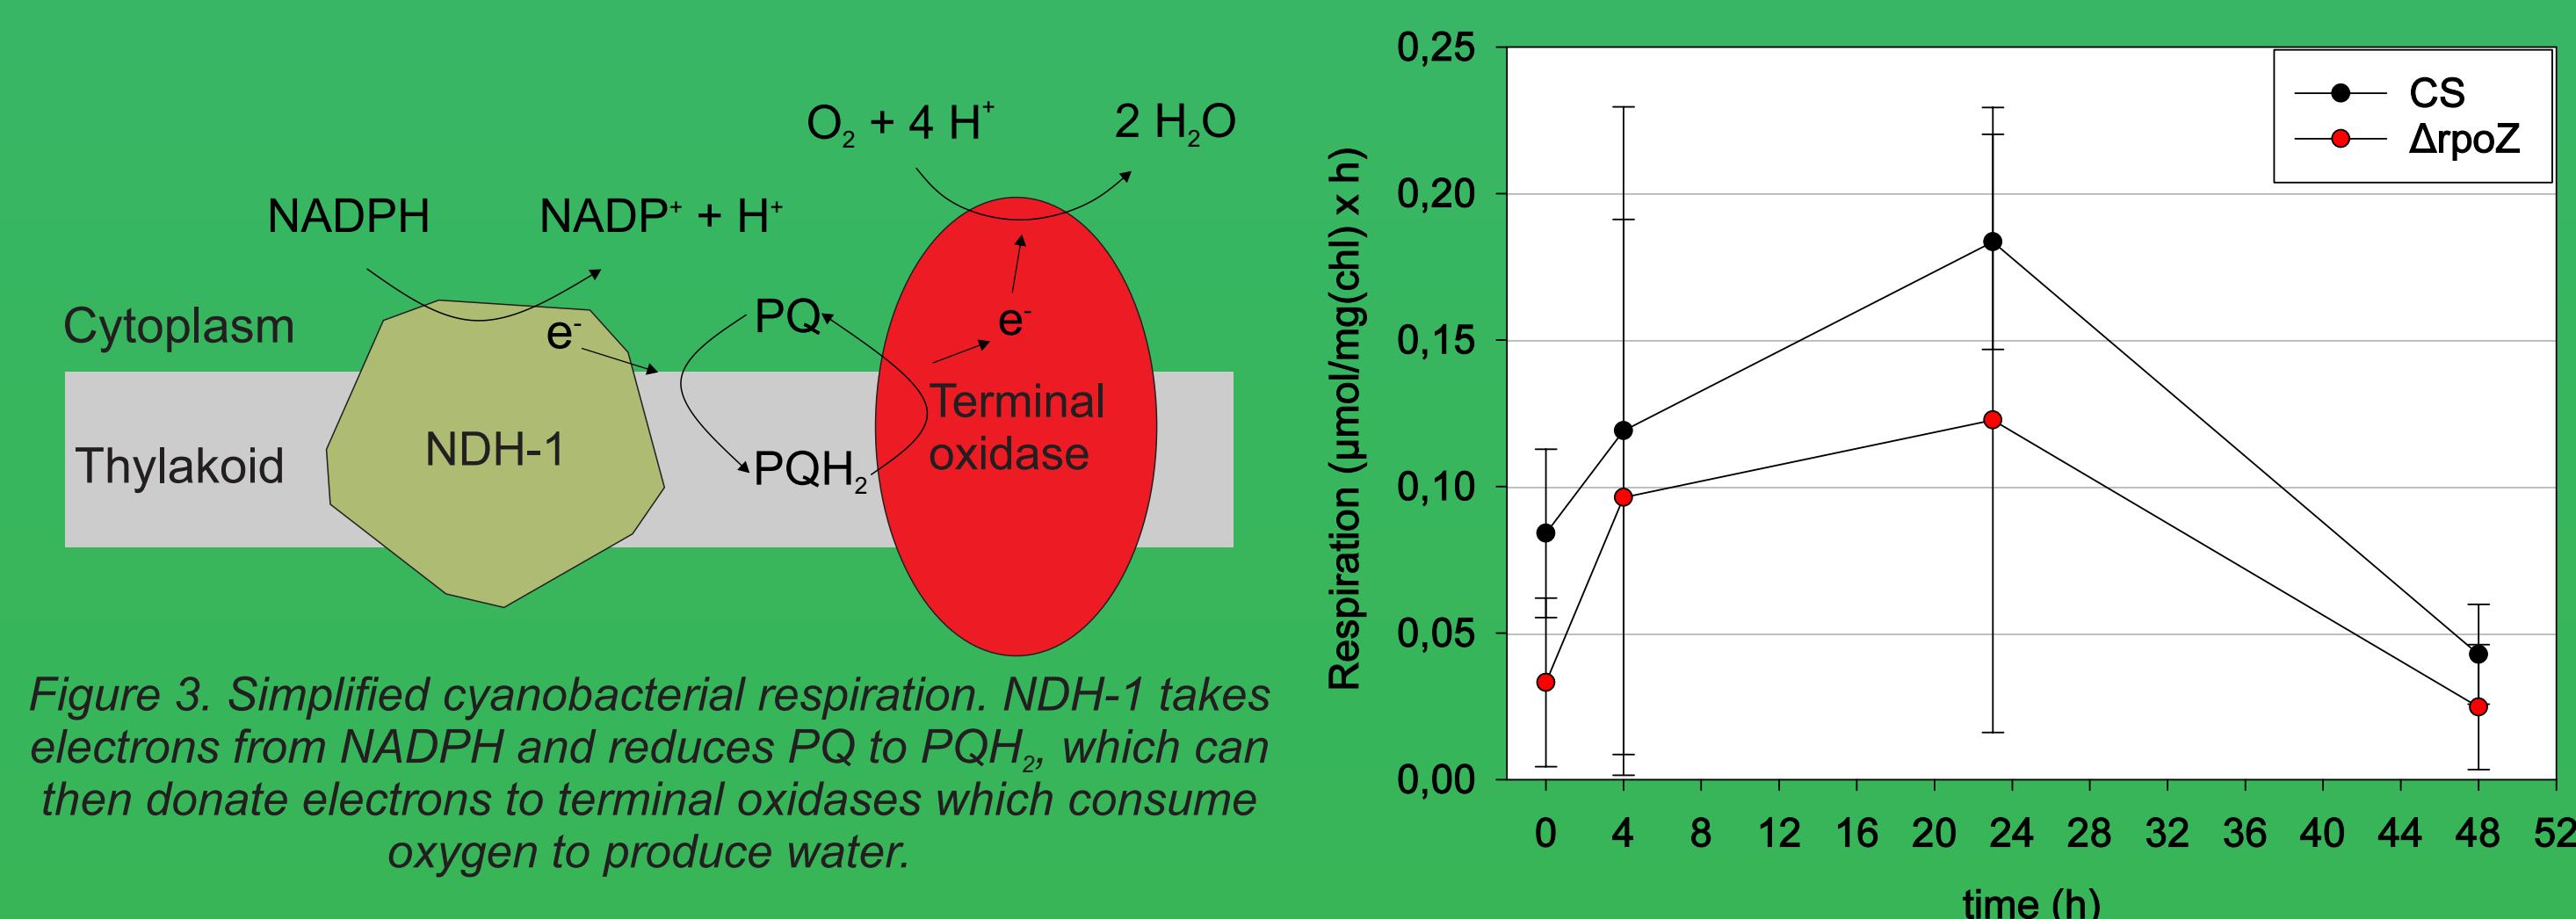 O₂ + 4 H⁺
2 H₂O
NADPH
NADP⁺ + H⁺
Cytoplasm
e⁻
PQ
e⁻
Thylakoid
NDH-1
PQH₂
Terminal
oxidase
Figure 3. Simplified cyanobacterial respiration. NDH-1 takes
electrons from NADPH and reduces PQ to PQH₂, which can
then donate electrons to terminal oxidases which consume
oxygen to produce water.
Respiration (µmol/mg(chl) x h)
0,25
0,20
0,15
0,10
0,05
0,00
CS
ΔrpoZ
0 4 8 12 16 20 24 28 32 36 40 44 48 52
time (h)